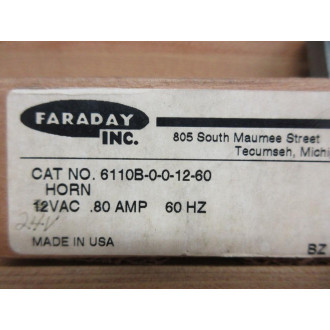 FARADAY
INC.
805 South Maumee Street
Tecumseh, Michi
CAT NO. 6110B-0-0-12-60
HORN
12VAC .80 AMP 60 HZ
24V
MADE IN USA
BZ